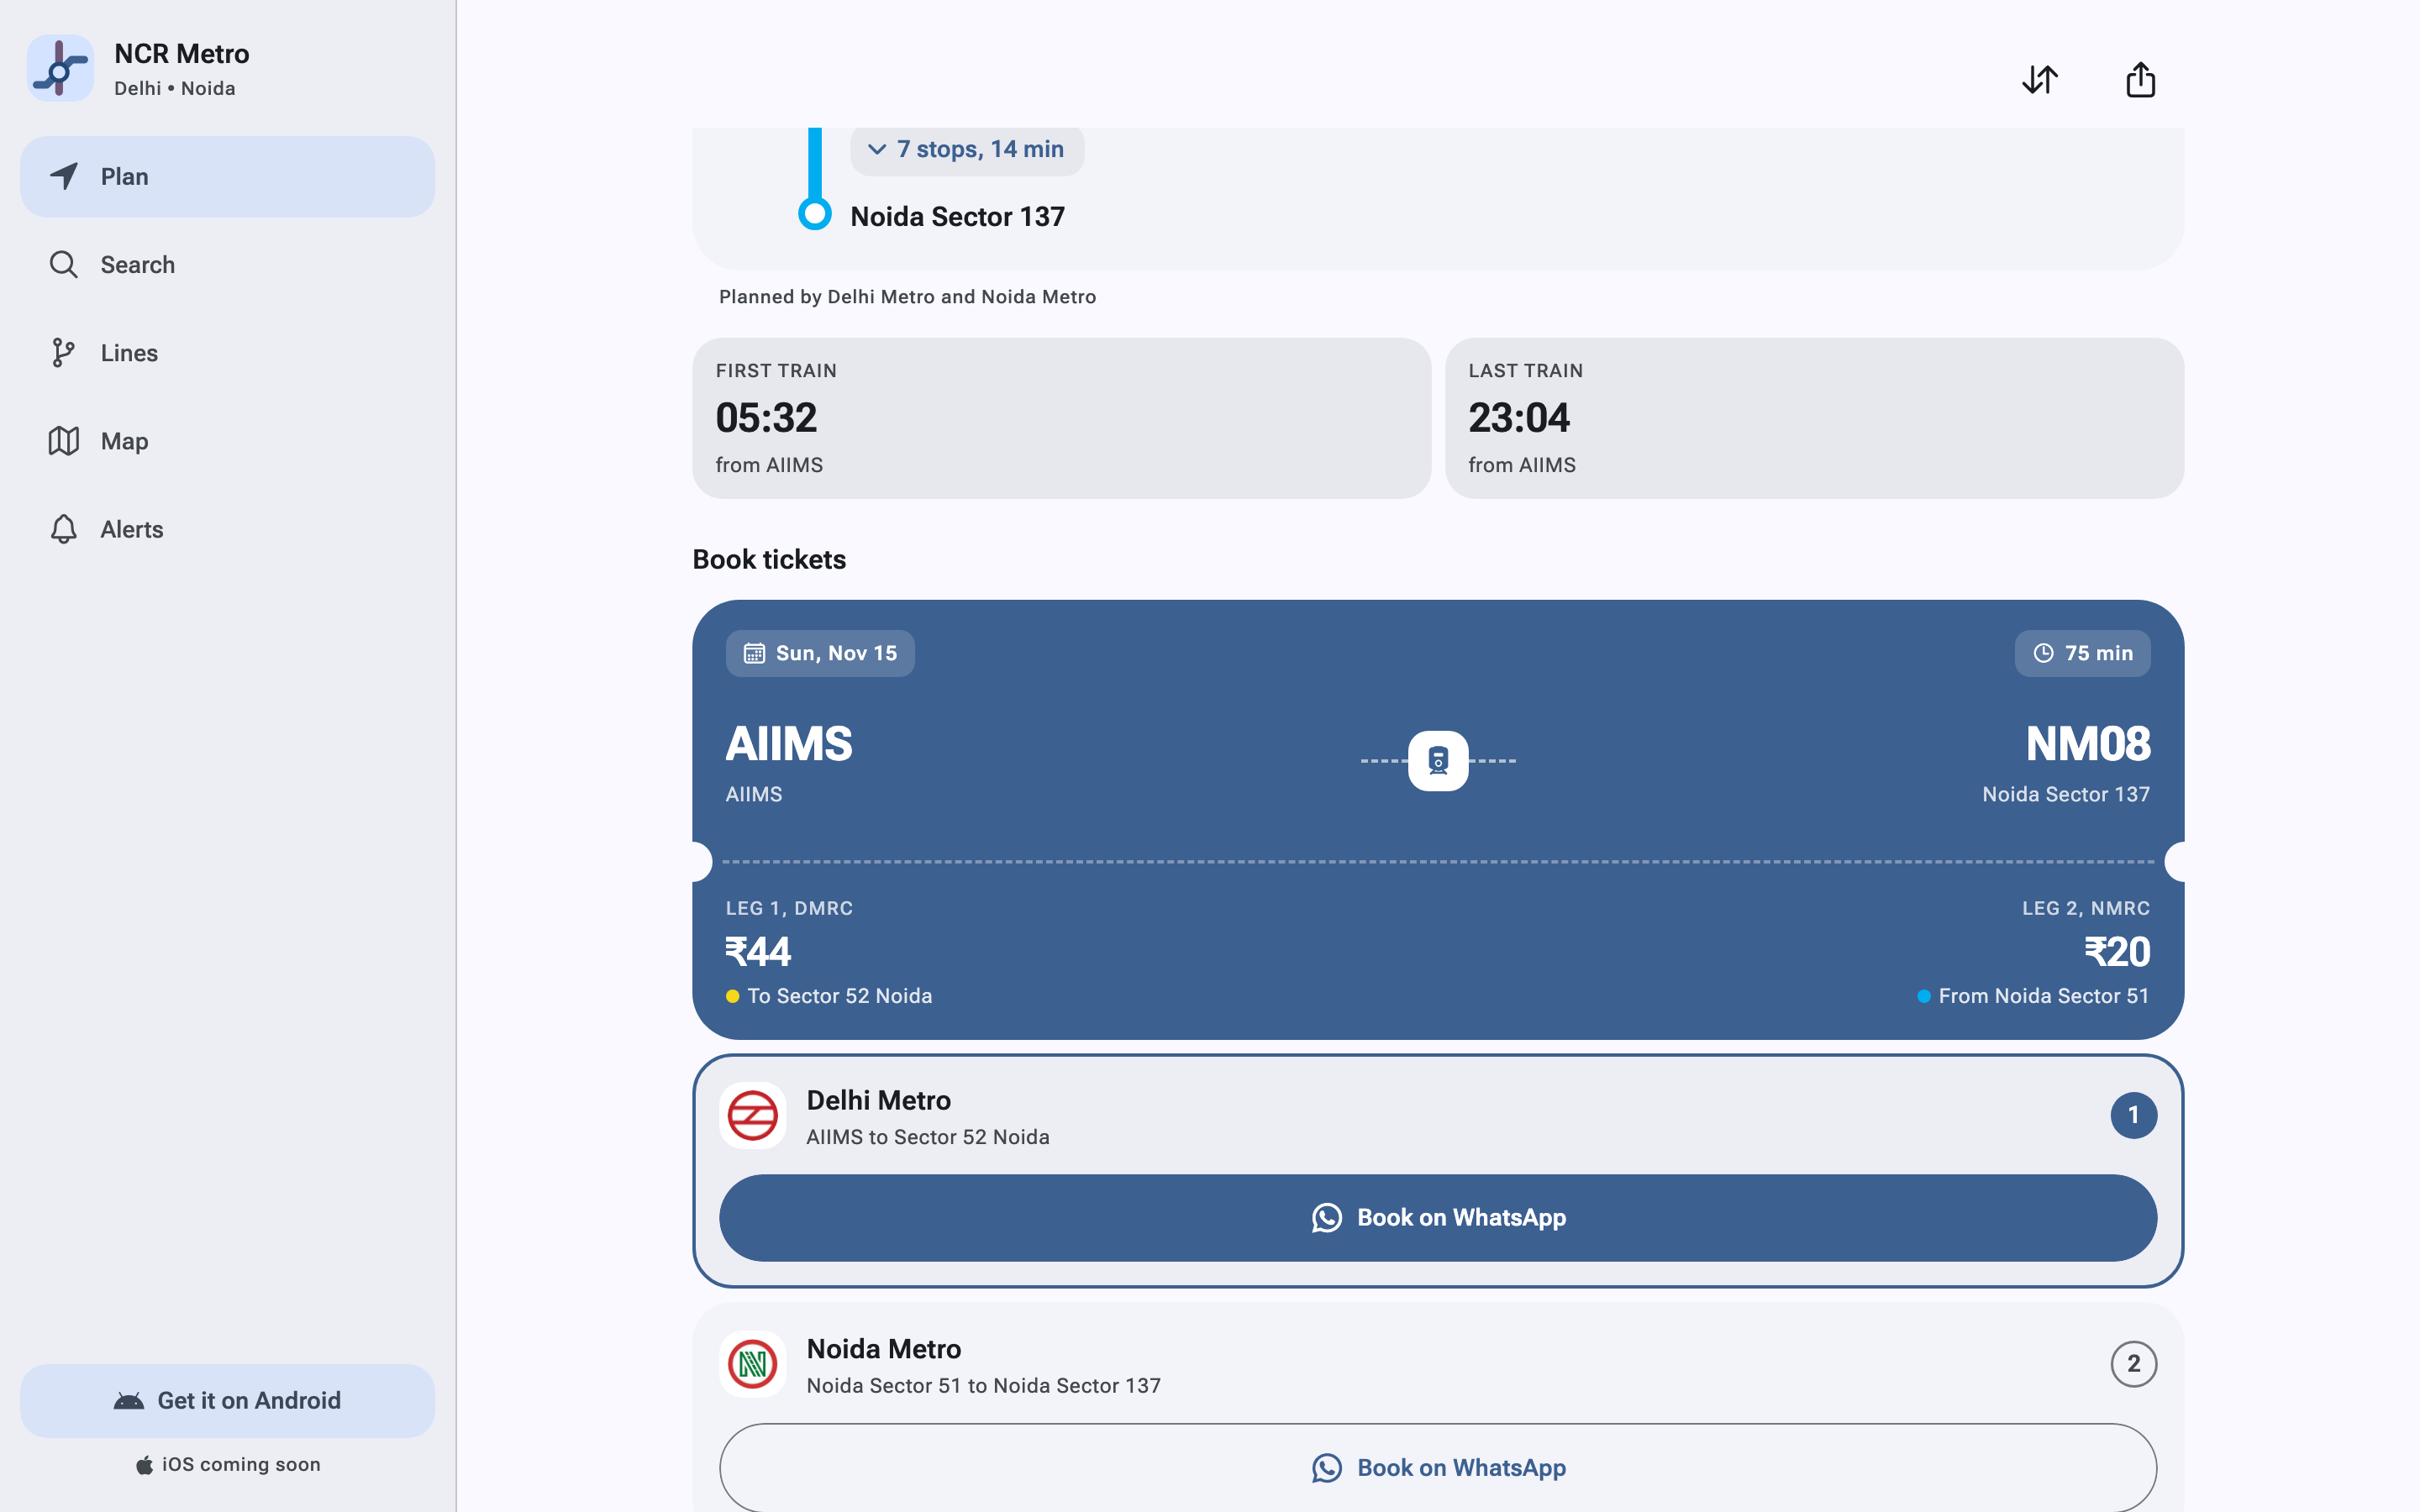 NCR Metro
Delhi • Noida
Plan
Search
Lines
Map
Alerts
Get it on Android
iOS coming soon
7 stops, 14 min
Noida Sector 137
Planned by Delhi Metro and Noida Metro
FIRST TRAIN
05:32
from AIIMS
LAST TRAIN
23:04
from AIIMS
Book tickets
Sun, Nov 15
75 min
AIIMS
AIIMS
NM08
Noida Sector 137
LEG 1, DMRC
₹44
To Sector 52 Noida
LEG 2, NMRC
₹20
From Noida Sector 51
Delhi Metro
AIIMS to Sector 52 Noida
1
Book on WhatsApp
Noida Metro
Noida Sector 51 to Noida Sector 137
2
Book on WhatsApp